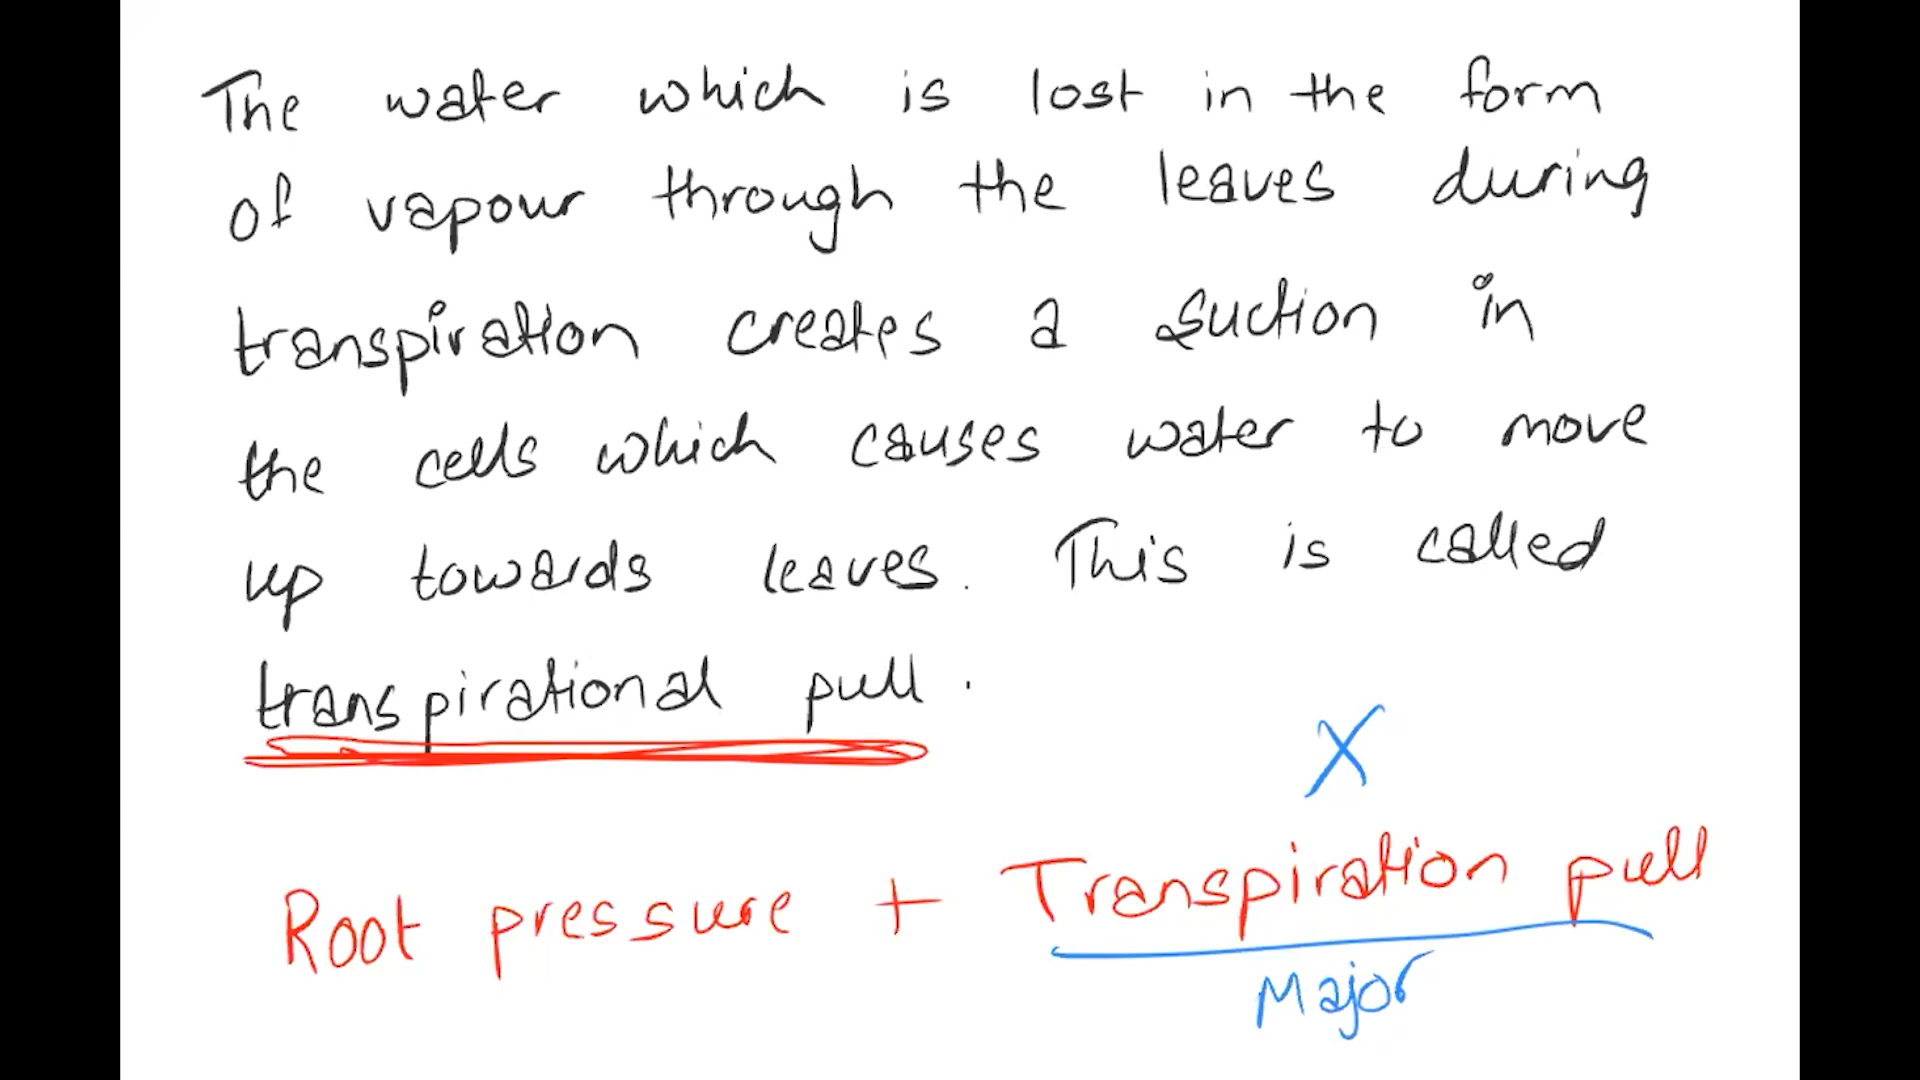 The water which is lost in the form
of vapour through the leaves during
transpiration creates a suction in
the cells which causes water to move
up towards leaves. This is called
transpirational pull.
X
Root pressure + Transpiration pull
Major